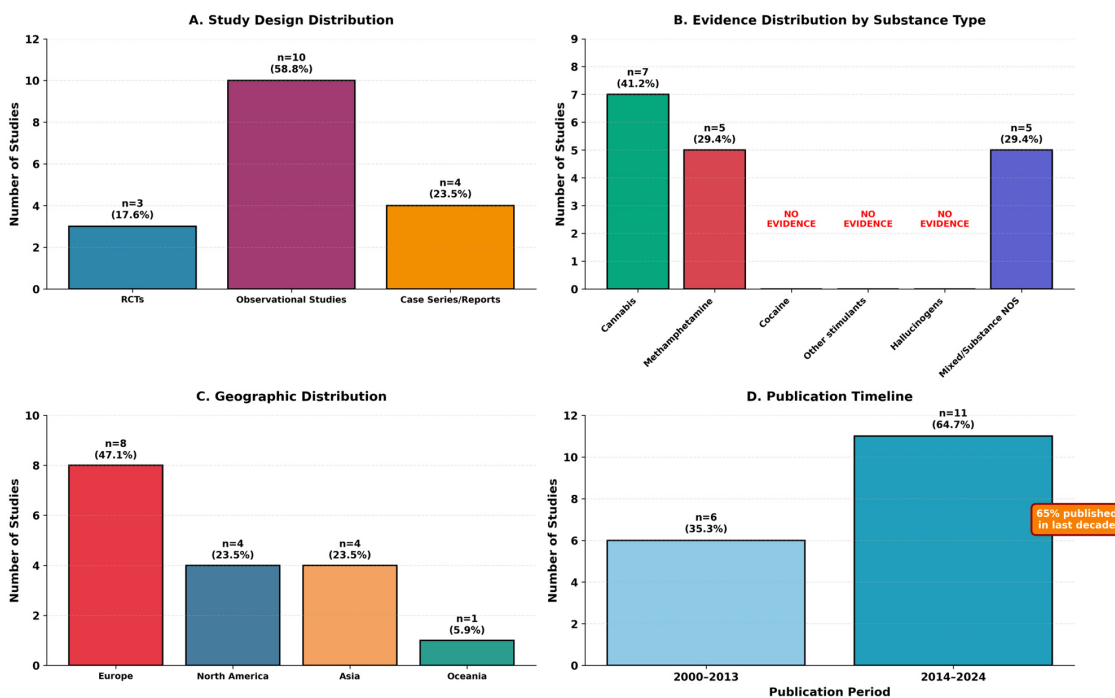 A. Study Design Distribution
Number of Studies
12
10
8
6
4
2
0
n=3
(17.6%)
n=10
(58.8%)
n=4
(23.5%)
RCTs
Observational Studies
Case Series/Reports
B. Evidence Distribution by Substance Type
Number of Studies
9
8
7
6
5
4
3
2
1
0
n=7
(41.2%)
n=5
(29.4%)
NO
EVIDENCE
NO
EVIDENCE
NO
EVIDENCE
n=5
(29.4%)
Cannabis
Methamphetamine
Cocaine
Other stimulants
Hallucinogens
Mixed/Substance NOS
C. Geographic Distribution
Number of Studies
10
8
6
4
2
0
n=8
(47.1%)
n=4
(23.5%)
n=4
(23.5%)
n=1
(5.9%)
Europe
North America
Asia
Oceania
D. Publication Timeline
Number of Studies
12
10
8
6
4
2
0
n=6
(35.3%)
n=11
(64.7%)
65% published
in last decade
2000–2013
2014–2024
Publication Period